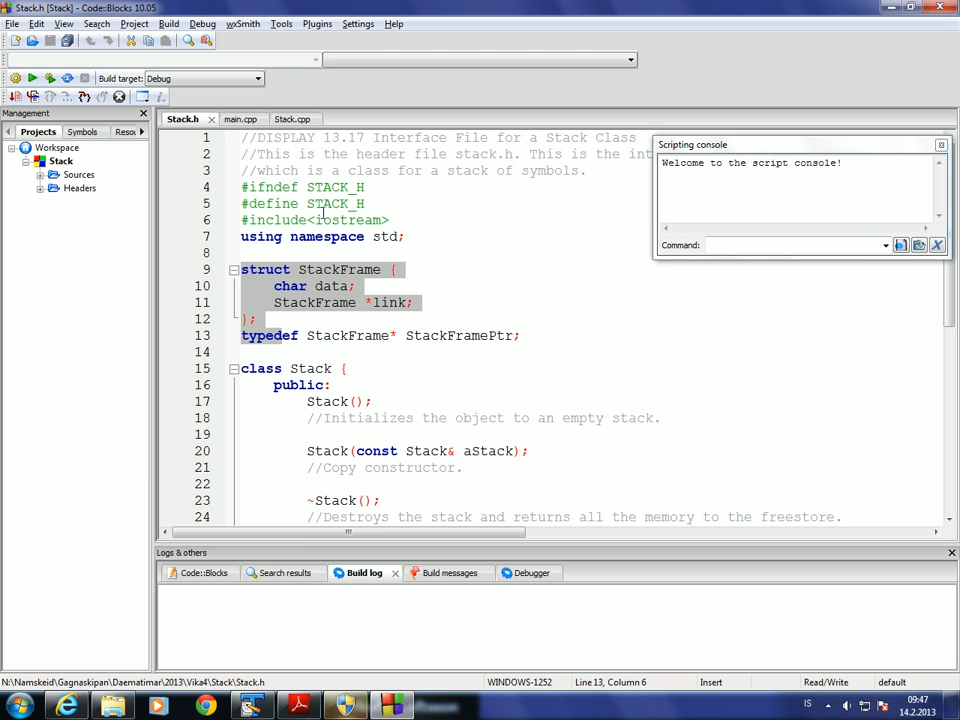 Stack.h [Stack] - Code::Blocks 10.05
File Edit View Search Project Build Debug wxSmith Tools Plugins Settings Help
Build target: Debug
Management
Projects Symbols Resou
Workspace
Stack
Sources
Headers
Stack.h main.cpp Stack.cpp
1 //DISPLAY 13.17 Interface File for a Stack Class
2 //This is the header file stack.h. This is the int
3 //which is a class for a stack of symbols.
4 #ifndef STACK_H
5 #define STACK_H
6 #include<iostream>
7 using namespace std;
8
9 struct StackFrame {
10 char data;
11 StackFrame *link;
12 };
13 typedef StackFrame* StackFramePtr;
14
15 class Stack {
16 public:
17 Stack();
18 //Initializes the object to an empty stack.
19
20 Stack(const Stack& aStack);
21 //Copy constructor.
22
23 ~Stack();
24 //Destroys the stack and returns all the memory to the freestore.
Scripting console
Welcome to the script console!
Command:
Logs & others
Code::Blocks Search results Build log Build messages Debugger
N:\Namskeid\Gagnaskipan\Daematimar\2013\Vika4\Stack\Stack.h WINDOWS-1252 Line 13, Column 6 Insert Read/Write default
IS 09:47
14.2.2013